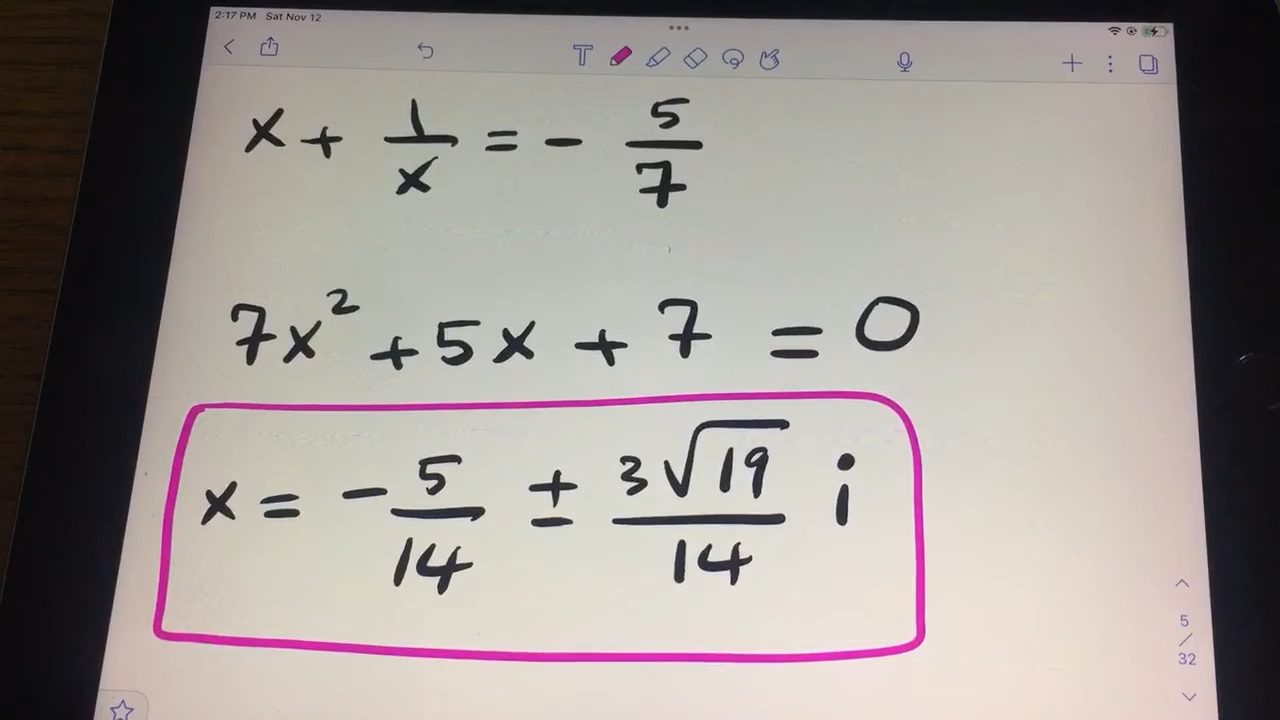 2:17 PM Sat Nov 12
T
x + 1/x = - 5/7
7x² + 5x + 7 = 0
x = - 5/14 ± 3√19/14 i
5
/
32